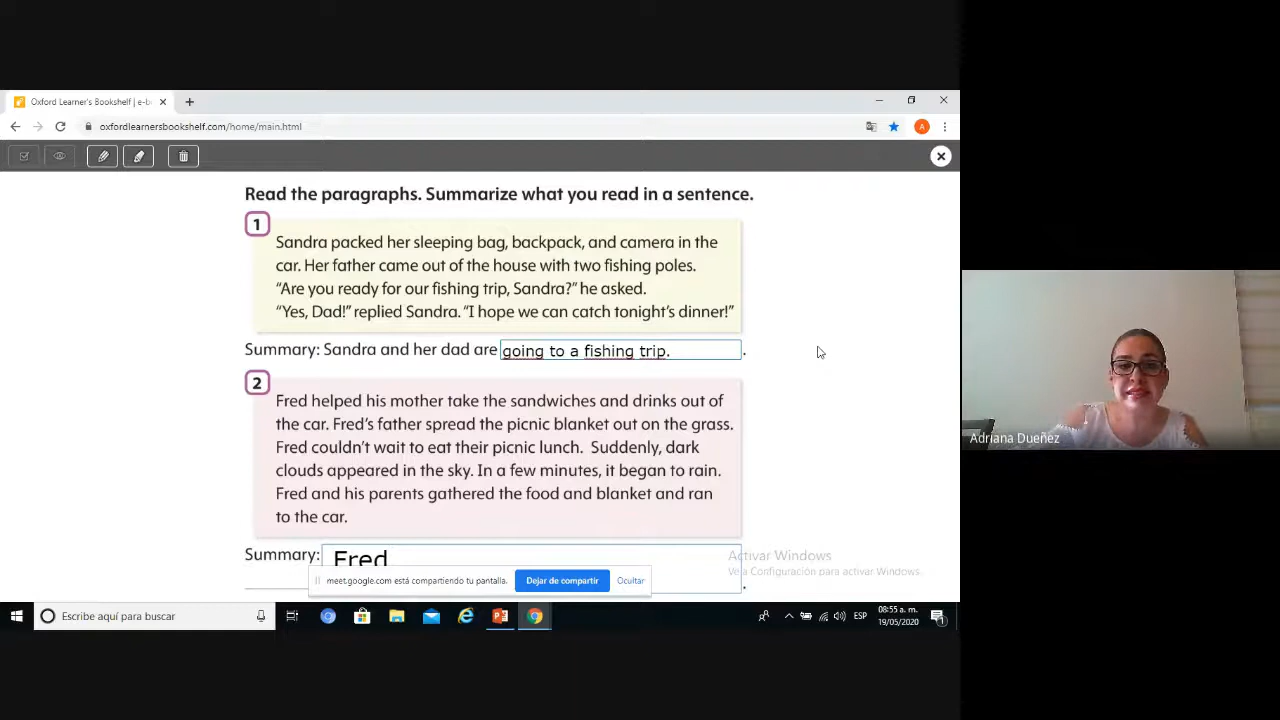 Oxford Learner's Bookshelf | e-b
oxfordlearnersbookshelf.com/home/main.html
A
Read the paragraphs. Summarize what you read in a sentence.
1
Sandra packed her sleeping bag, backpack, and camera in the
car. Her father came out of the house with two fishing poles.
“Are you ready for our fishing trip, Sandra?” he asked.
“Yes, Dad!” replied Sandra. “I hope we can catch tonight’s dinner!”
Summary: Sandra and her dad are going to a fishing trip. .
2
Fred helped his mother take the sandwiches and drinks out of
the car. Fred’s father spread the picnic blanket out on the grass.
Fred couldn’t wait to eat their picnic lunch. Suddenly, dark
clouds appeared in the sky. In a few minutes, it began to rain.
Fred and his parents gathered the food and blanket and ran
to the car.
Summary: Fred
.
Activar Windows
Ve a Configuración para activar Windows.
meet.google.com está compartiendo tu pantalla. Dejar de compartir Ocultar
Escribe aquí para buscar
ESP
08:55 a. m.
19/05/2020
1
Adriana Dueñez